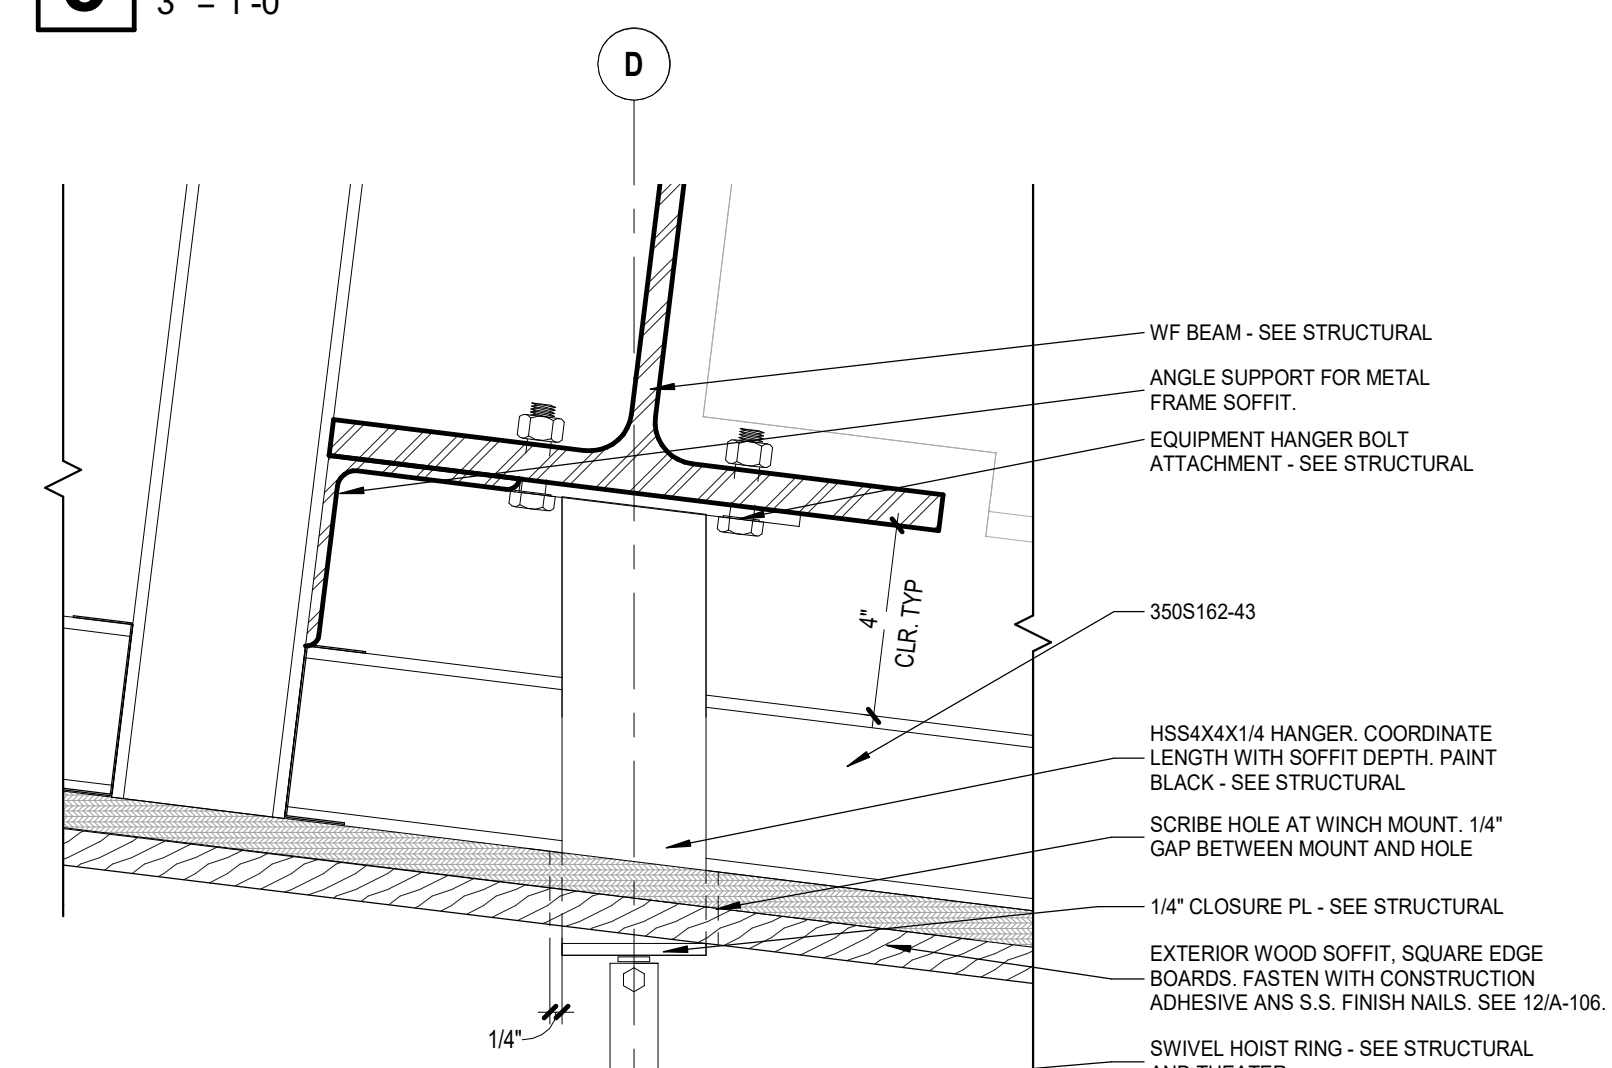 3" = 1'-0"
D
WF BEAM - SEE STRUCTURAL
ANGLE SUPPORT FOR METAL
FRAME SOFFIT.
EQUIPMENT HANGER BOLT
ATTACHMENT - SEE STRUCTURAL
4"
CLR. TYP
350S162-43
HSS4X4X1/4 HANGER. COORDINATE
LENGTH WITH SOFFIT DEPTH. PAINT
BLACK - SEE STRUCTURAL
SCRIBE HOLE AT WINCH MOUNT. 1/4"
GAP BETWEEN MOUNT AND HOLE
1/4" CLOSURE PL - SEE STRUCTURAL
EXTERIOR WOOD SOFFIT, SQUARE EDGE
BOARDS. FASTEN WITH CONSTRUCTION
ADHESIVE ANS S.S. FINISH NAILS. SEE 12/A-106.
1/4"
SWIVEL HOIST RING - SEE STRUCTURAL
AND THEATER